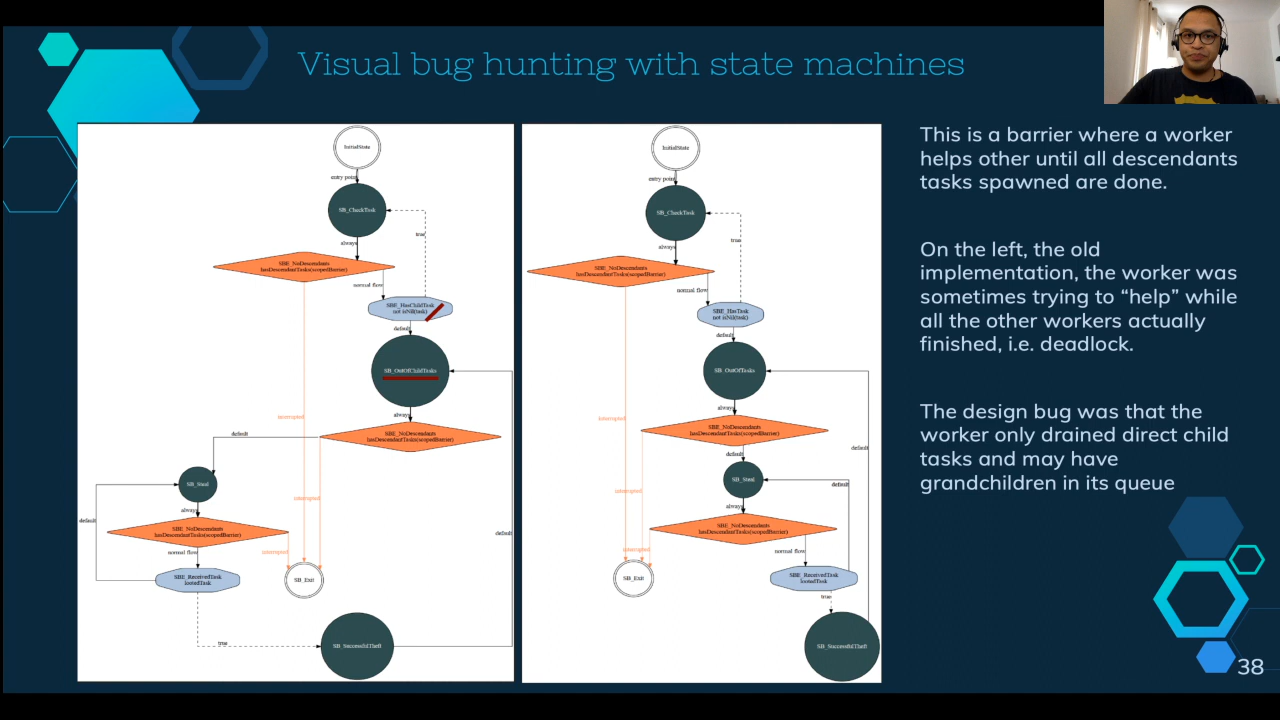 Visual bug hunting with state machines
InitialState
entry point
SB_CheckTask
true
always
SBE_NoDescendants
hasDescendantTasks(scopedBarrier)
normal flow
SBE_HasChildTask
not isNil(task)
default
SB_OutOfChildTasks
interrupted
always
default
SBE_NoDescendants
hasDescendantTasks(scopedBarrier)
SB_Steal
interrupted
always
default
SBE_NoDescendants
hasDescendantTasks(scopedBarrier)
default
normal flow
interrupted
SBE_ReceivedTask
lootedTask
SB_Exit
true
SB_SuccessfulTheft
InitialState
entry point
SB_CheckTask
true
always
SBE_NoDescendants
hasDescendantTasks(scopedBarrier)
normal flow
SBE_HasTask
not isNil(task)
default
SB_OutOfTasks
always
interrupted
SBE_NoDescendants
hasDescendantTasks(scopedBarrier)
default
default
SB_Steal
default
interrupted
always
SBE_NoDescendants
hasDescendantTasks(scopedBarrier)
interrupted
normal flow
SB_Exit
SBE_ReceivedTask
lootedTask
true
SB_SuccessfulTheft
This is a barrier where a worker
helps other until all descendants
tasks spawned are done.
On the left, the old
implementation, the worker was
sometimes trying to “help” while
all the other workers actually
finished, i.e. deadlock.
The design bug was that the
worker only drained direct child
tasks and may have
grandchildren in its queue
38